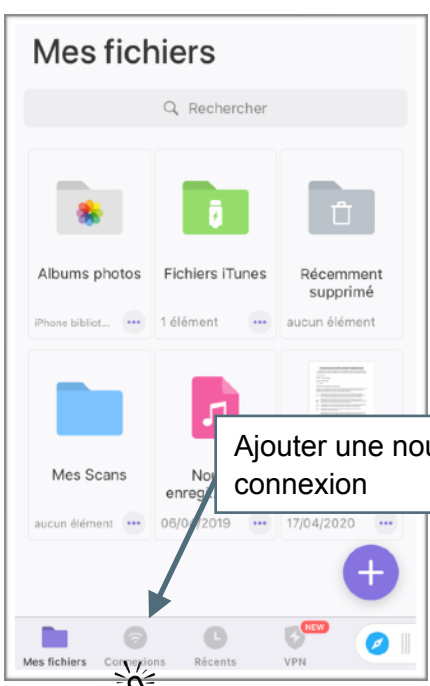 Mes fichiers
Rechercher
Albums photos
Fichiers iTunes
Récemment
supprimé
iPhone bibliot...
1 élément
aucun élément
Mes Scans
aucun élément
06/0 /2019
17/04/2020
Ajouter une nou
connexion
NEW
Mes fichiers
Connexions
Récents
VPN